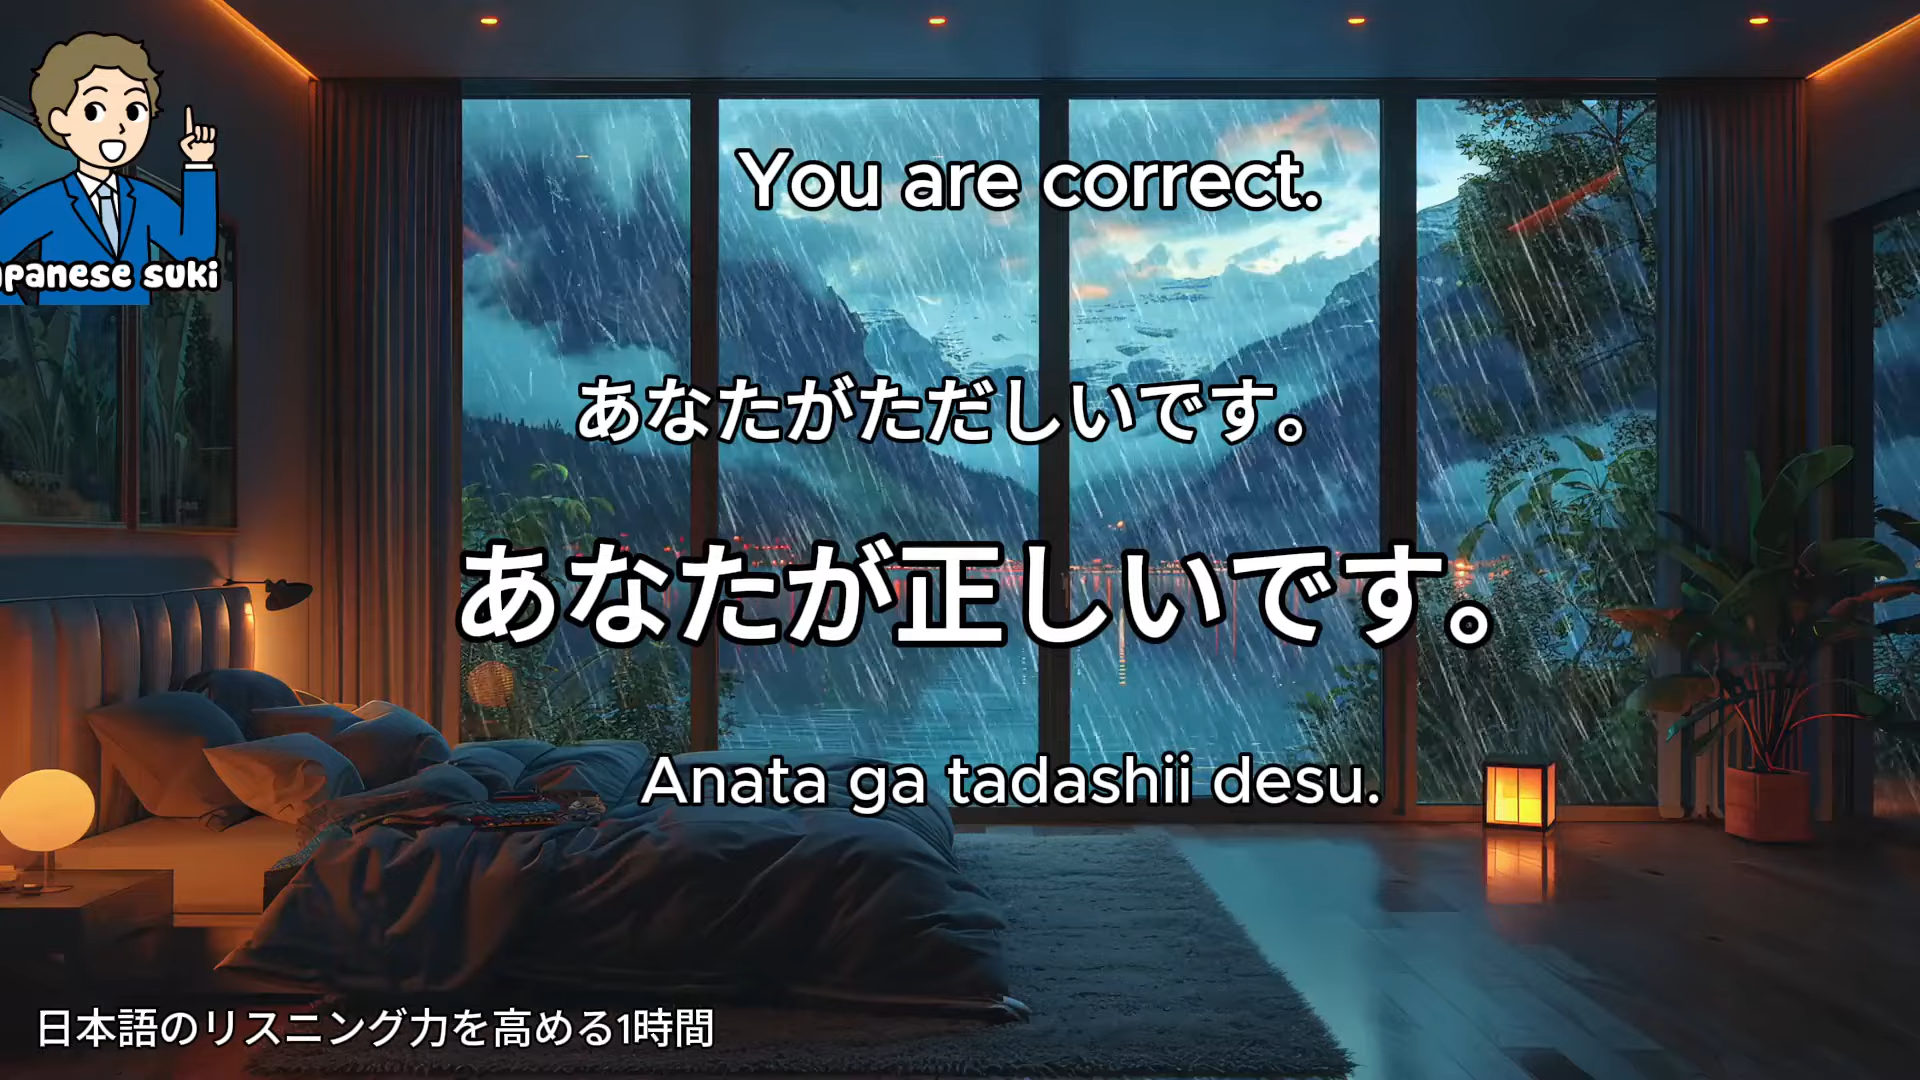 You are correct.
apanese suki
あなたがただしいです。
あなたが正しいです。
Anata ga tadashii desu.
日本語のリスニング力を高める1時間